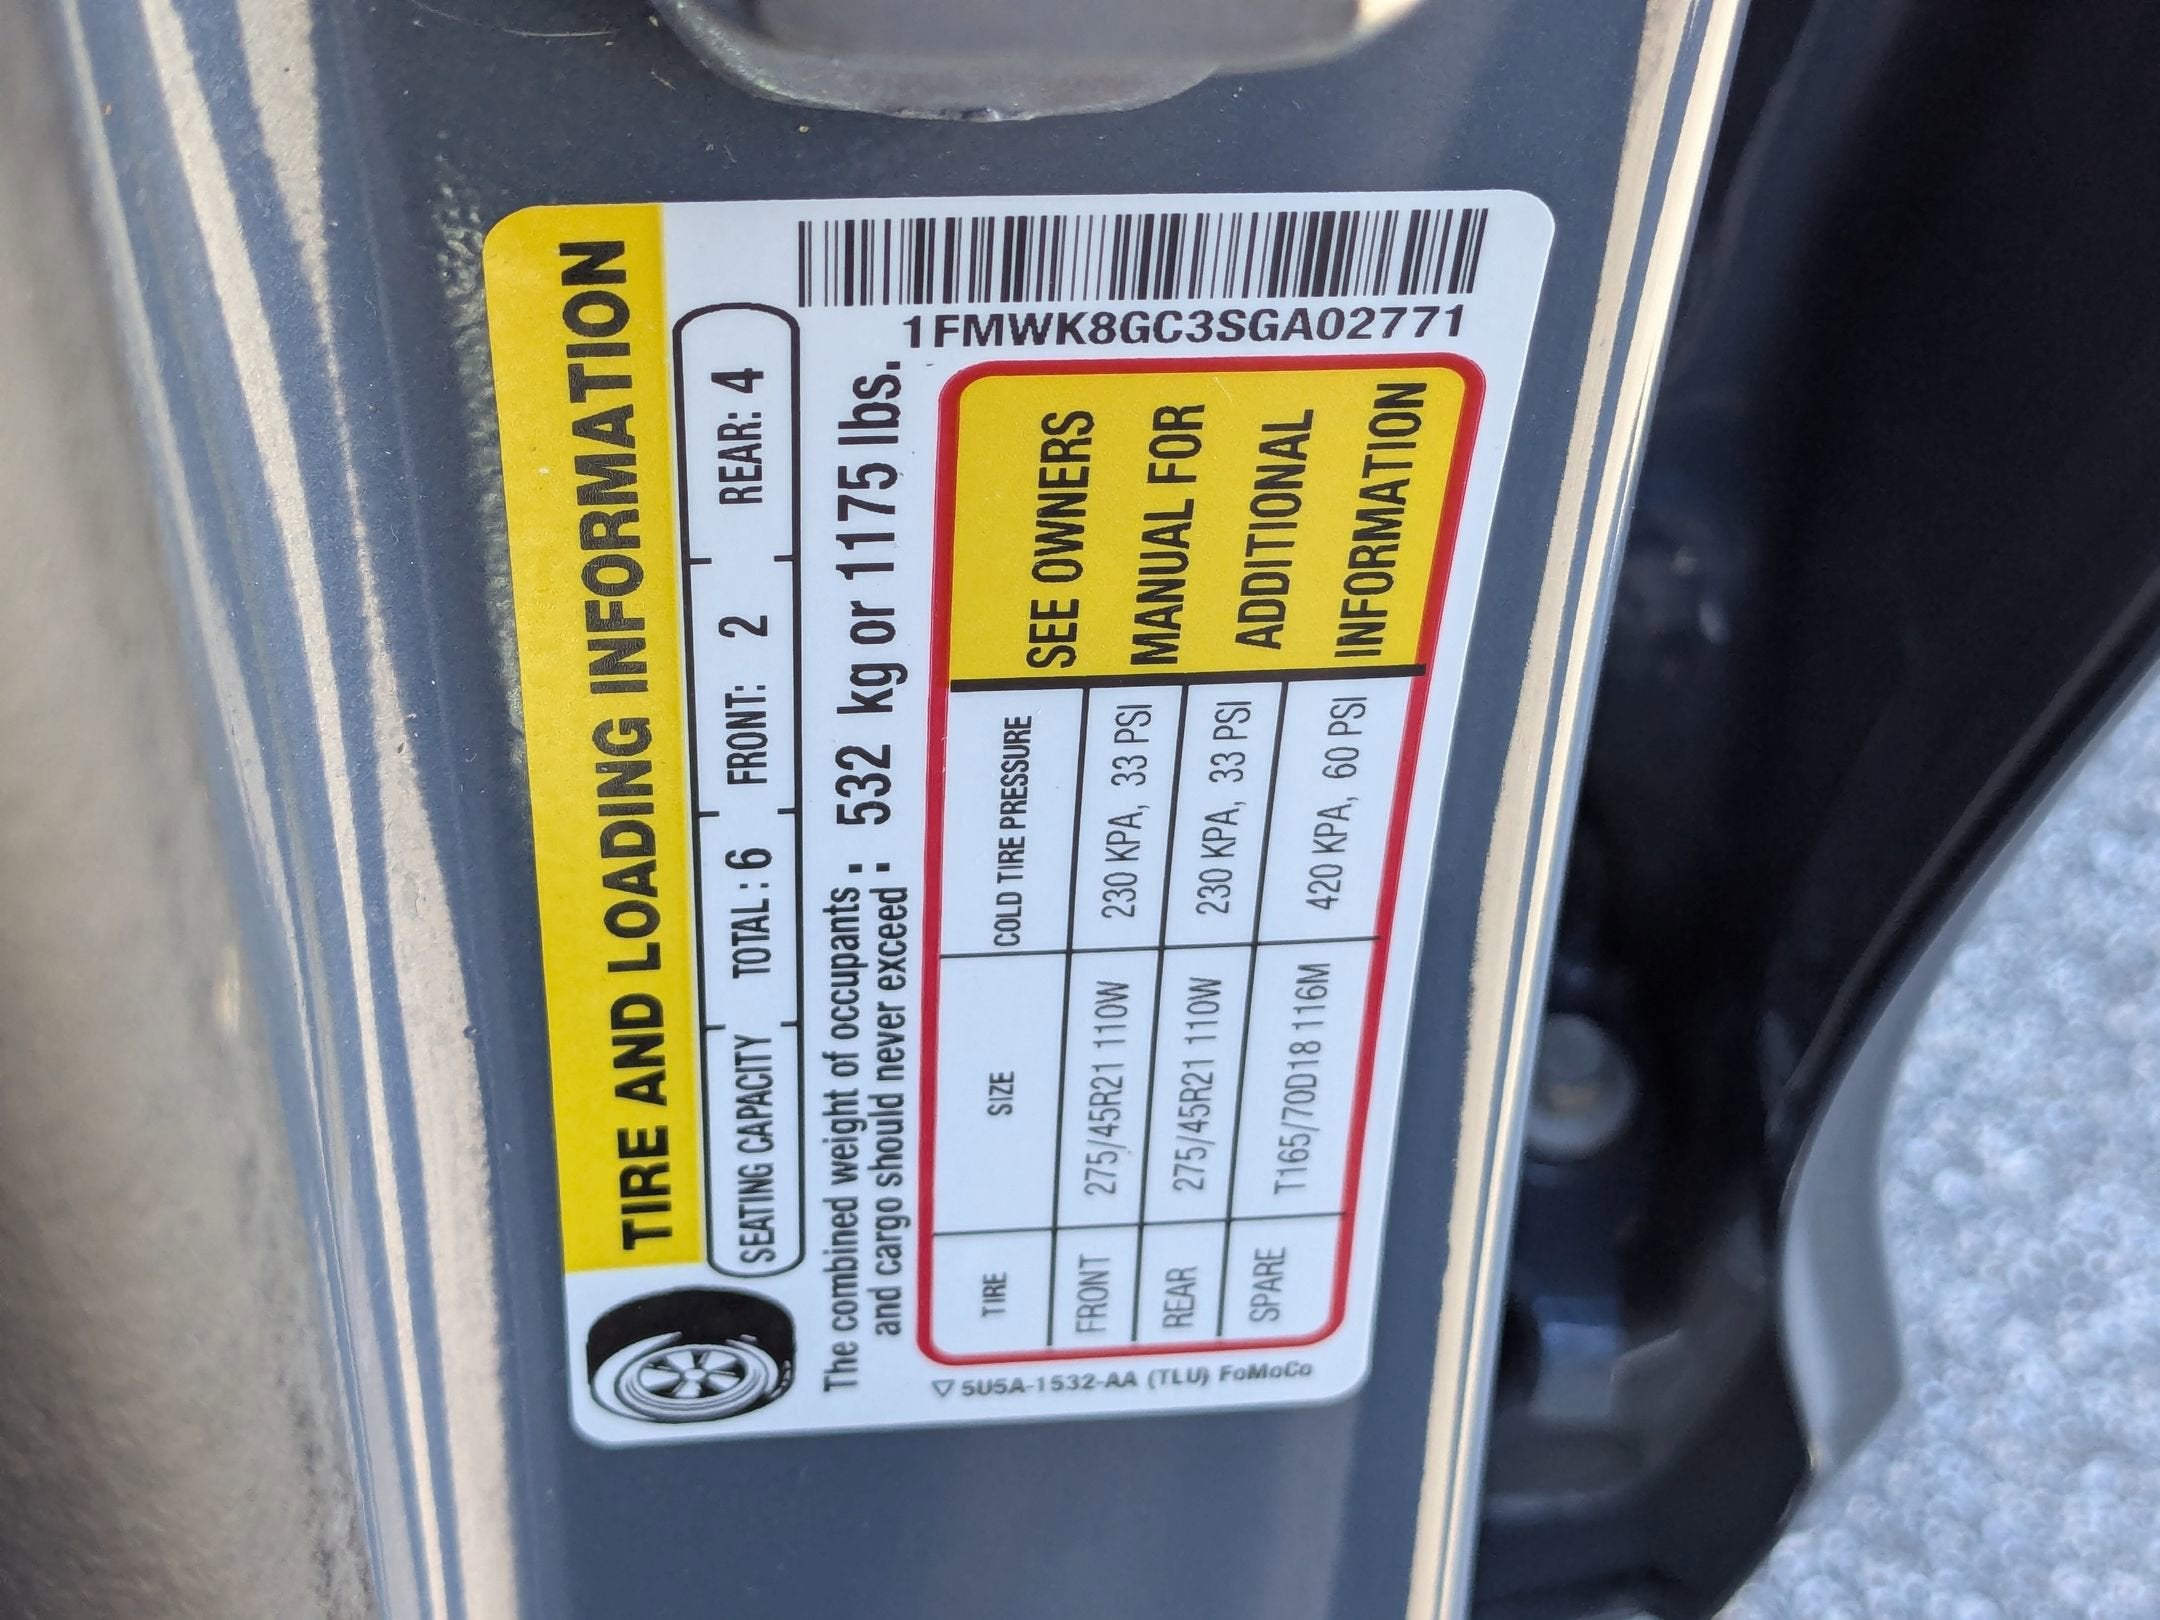 TIRE AND LOADING INFORMATION
SEATING CAPACITY TOTAL : 6 FRONT: 2 REAR: 4
The combined weight of occupants : 532 kg or 1175 lbs.
and cargo should never exceed :
1FMWK8GC3SGA02771
TIRE SIZE COLD TIRE PRESSURE
FRONT 275/45R21 110W 230 KPA, 33 PSI
REAR 275/45R21 110W 230 KPA, 33 PSI
SPARE T165/70D18 116M 420 KPA, 60 PSI
SEE OWNERS
MANUAL FOR
ADDITIONAL
INFORMATION
5U5A-1532-AA (TLU) FoMoCo